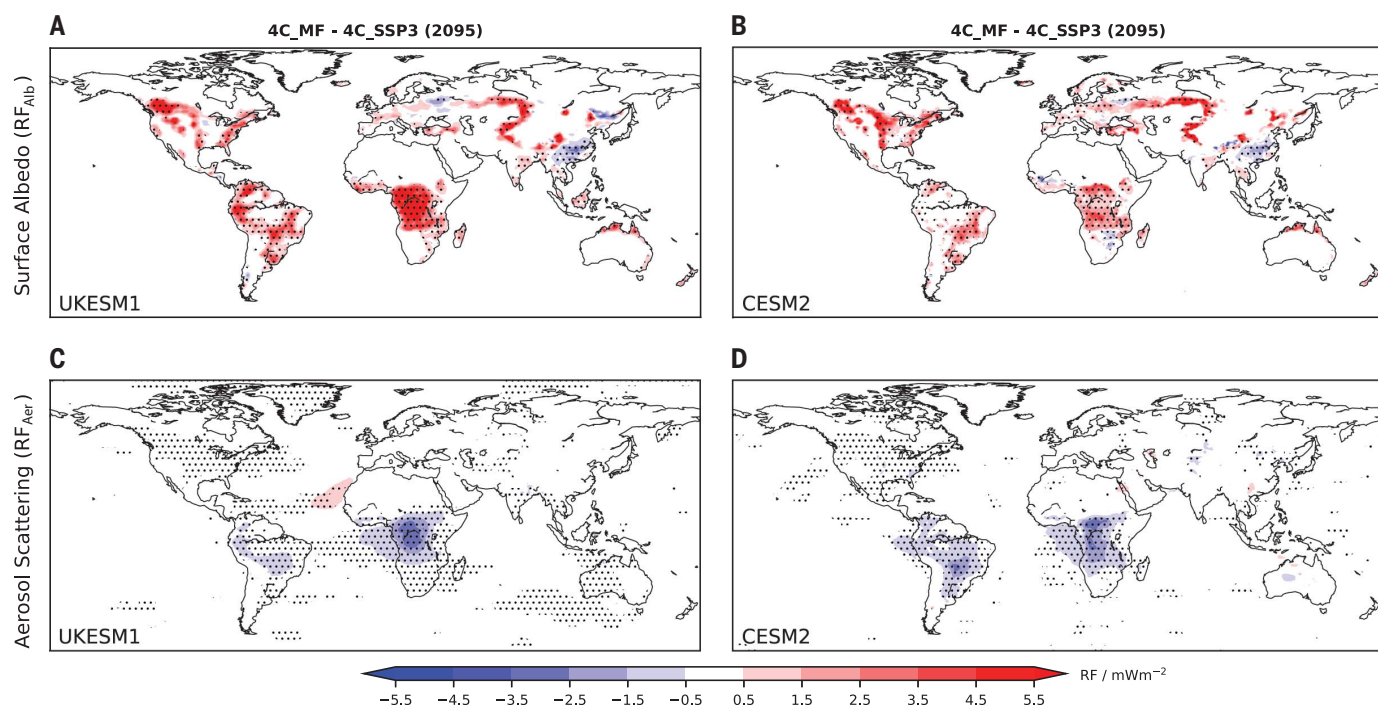 A
4C_MF - 4C_SSP3 (2095)
B
4C_MF - 4C_SSP3 (2095)
Surface Albedo (RF_Alb)
UKESM1
CESM2
C
D
Aerosol Scattering (RF_Aer)
UKESM1
CESM2
−5.5 −4.5 −3.5 −2.5 −1.5 −0.5 0.5 1.5 2.5 3.5 4.5 5.5
RF / mWm⁻²